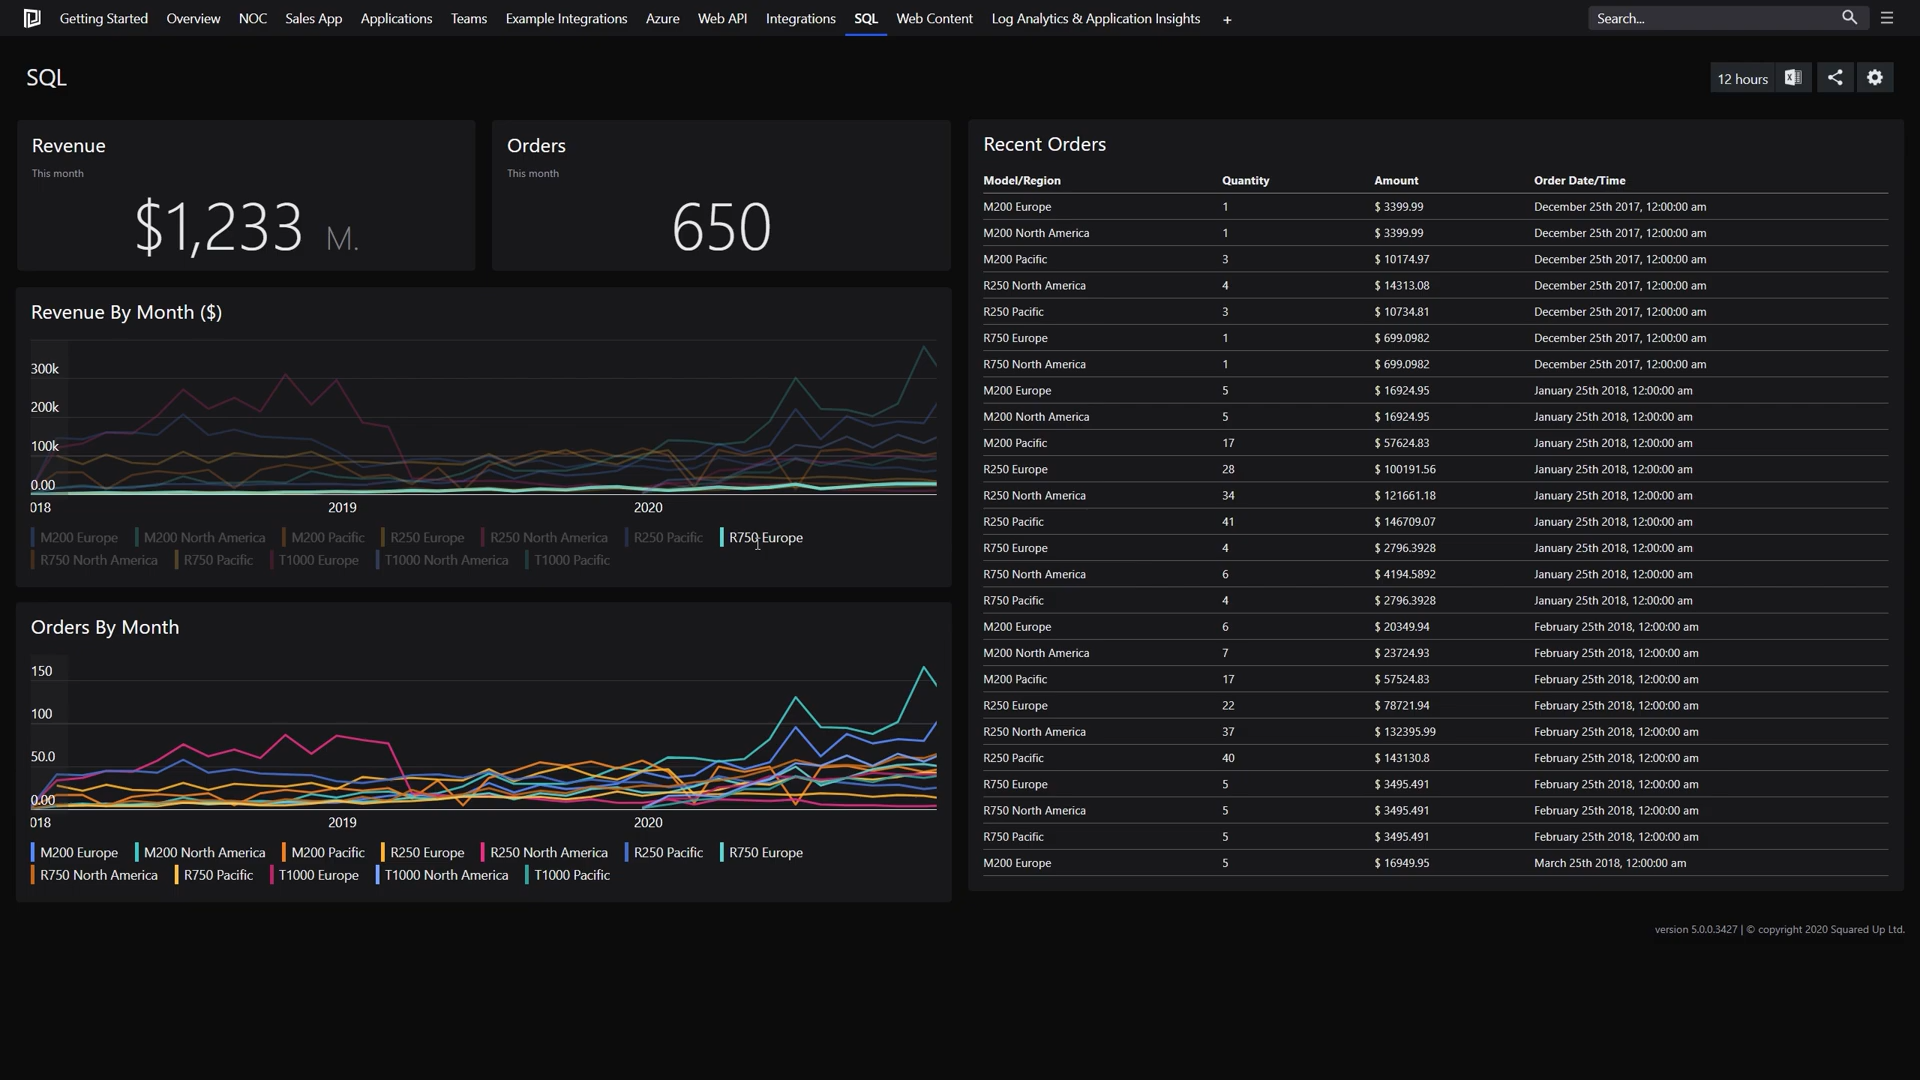 Getting Started Overview NOC Sales App Applications Teams Example Integrations Azure Web API Integrations SQL Web Content Log Analytics & Application Insights + Search...
SQL
12 hours
Revenue
This month
$1,233 M.
Orders
This month
650
Revenue By Month ($)
300k
200k
100k
0.00
018 2019 2020
M200 Europe M200 North America M200 Pacific R250 Europe R250 North America R250 Pacific R750 Europe
R750 North America R750 Pacific T1000 Europe T1000 North America T1000 Pacific
Orders By Month
150
100
50.0
0.00
018 2019 2020
M200 Europe M200 North America M200 Pacific R250 Europe R250 North America R250 Pacific R750 Europe
R750 North America R750 Pacific T1000 Europe T1000 North America T1000 Pacific
Recent Orders
Model/Region Quantity Amount Order Date/Time
M200 Europe 1 $ 3399.99 December 25th 2017, 12:00:00 am
M200 North America 1 $ 3399.99 December 25th 2017, 12:00:00 am
M200 Pacific 3 $ 10174.97 December 25th 2017, 12:00:00 am
R250 North America 4 $ 14313.08 December 25th 2017, 12:00:00 am
R250 Pacific 3 $ 10734.81 December 25th 2017, 12:00:00 am
R750 Europe 1 $ 699.0982 December 25th 2017, 12:00:00 am
R750 North America 1 $ 699.0982 December 25th 2017, 12:00:00 am
M200 Europe 5 $ 16924.95 January 25th 2018, 12:00:00 am
M200 North America 5 $ 16924.95 January 25th 2018, 12:00:00 am
M200 Pacific 17 $ 57624.83 January 25th 2018, 12:00:00 am
R250 Europe 28 $ 100191.56 January 25th 2018, 12:00:00 am
R250 North America 34 $ 121661.18 January 25th 2018, 12:00:00 am
R250 Pacific 41 $ 146709.07 January 25th 2018, 12:00:00 am
R750 Europe 4 $ 2796.3928 January 25th 2018, 12:00:00 am
R750 North America 6 $ 4194.5892 January 25th 2018, 12:00:00 am
R750 Pacific 4 $ 2796.3928 January 25th 2018, 12:00:00 am
M200 Europe 6 $ 20349.94 February 25th 2018, 12:00:00 am
M200 North America 7 $ 23724.93 February 25th 2018, 12:00:00 am
M200 Pacific 17 $ 57524.83 February 25th 2018, 12:00:00 am
R250 Europe 22 $ 78721.94 February 25th 2018, 12:00:00 am
R250 North America 37 $ 132395.99 February 25th 2018, 12:00:00 am
R250 Pacific 40 $ 143130.8 February 25th 2018, 12:00:00 am
R750 Europe 5 $ 3495.491 February 25th 2018, 12:00:00 am
R750 North America 5 $ 3495.491 February 25th 2018, 12:00:00 am
R750 Pacific 5 $ 3495.491 February 25th 2018, 12:00:00 am
M200 Europe 5 $ 16949.95 March 25th 2018, 12:00:00 am
version 5.0.0.3427 | © copyright 2020 Squared Up Ltd.